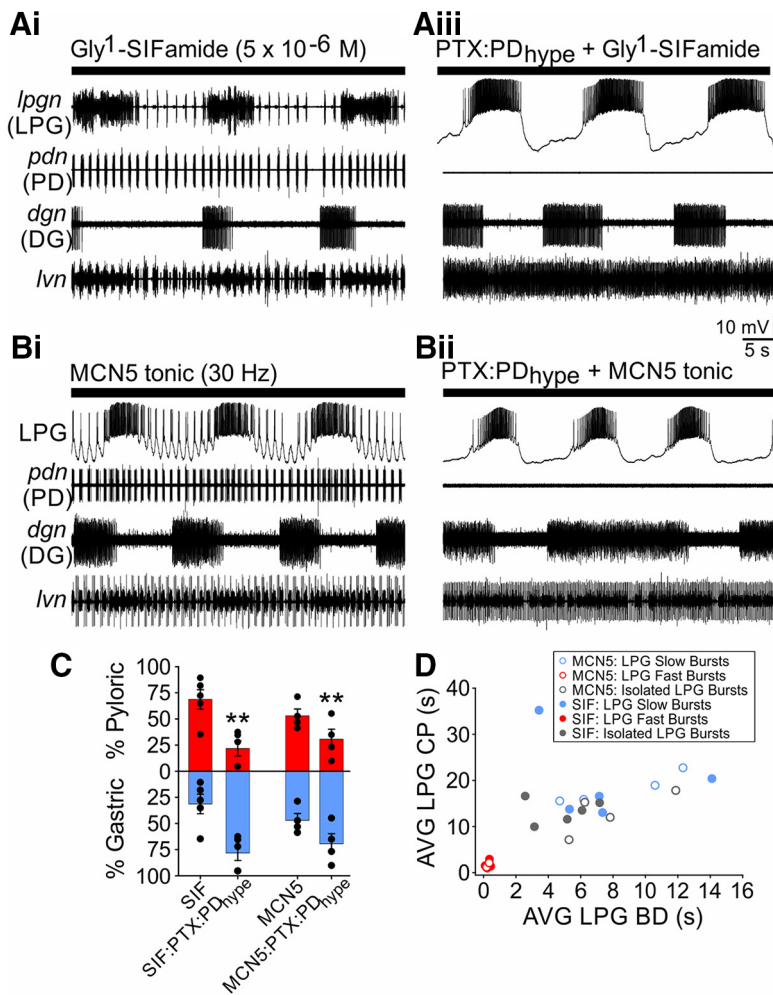 Ai
Aiii
Gly1-SIFamide (5 x 10-6 M)
PTX:PDhype + Gly1-SIFamide
lpgn
(LPG)
pdn
(PD)
dgn
(DG)
lvn
10 mV
5 s
Bi
Bii
MCN5 tonic (30 Hz)
PTX:PDhype + MCN5 tonic
LPG
pdn
(PD)
dgn
(DG)
lvn
C
D
% Pyloric
% Gastric
100
75
50
25
0
25
50
75
100
**
**
SIF
SIF:PTX:PDhype
MCN5
MCN5:PTX:PDhype
MCN5: LPG Slow Bursts
MCN5: LPG Fast Bursts
MCN5: Isolated LPG Bursts
SIF: LPG Slow Bursts
SIF: LPG Fast Bursts
SIF: Isolated LPG Bursts
AVG LPG CP (s)
40
30
20
10
0
0 2 4 6 8 10 12 14 16
AVG LPG BD (s)